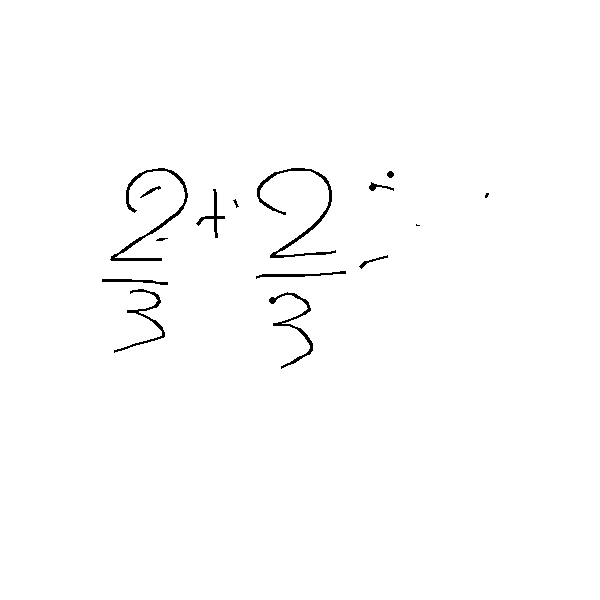 2/3 + 2/3 =